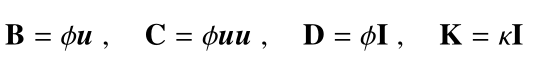 B = ϕu , C = ϕuu , D = ϕI , K = κI